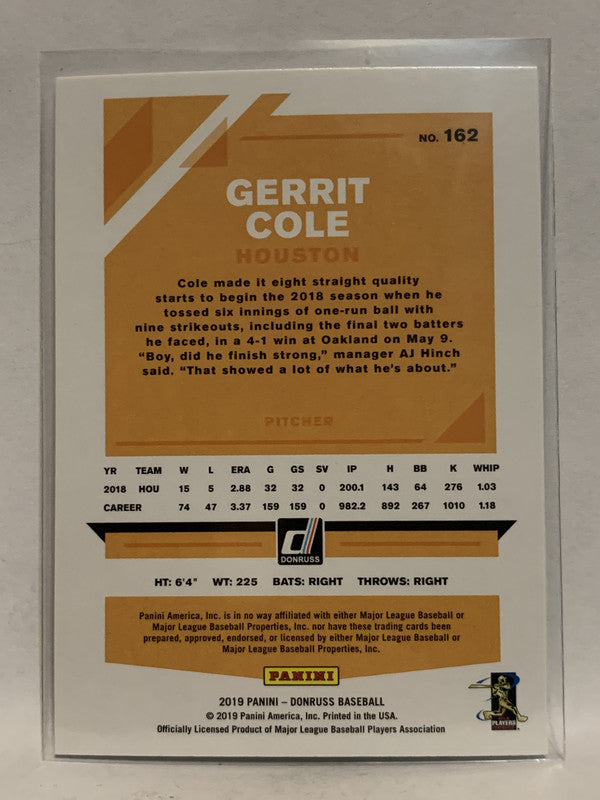 NO. 162
GERRIT
COLE
HOUSTON
Cole made it eight straight quality
starts to begin the 2018 season when he
tossed six innings of one-run ball with
nine strikeouts, including the final two batters
he faced, in a 4-1 win at Oakland on May 9.
“Boy, did he finish strong,” manager AJ Hinch
said. “That showed a lot of what he’s about.”
PITCHER
YR TEAM W L ERA G GS SV IP H BB K WHIP
2018 HOU 15 5 2.88 32 32 0 200.1 143 64 276 1.03
CAREER 74 47 3.37 159 159 0 982.2 892 267 1010 1.18
d
DONRUSS
HT: 6'4" WT: 225 BATS: RIGHT THROWS: RIGHT
Panini America, Inc. is in no way affiliated with either Major League Baseball or
Major League Baseball Properties, Inc. nor have these trading cards been
prepared, approved, endorsed, or licensed by either Major League Baseball or
Major League Baseball Properties, Inc.
PANINI
2019 PANINI – DONRUSS BASEBALL
© 2019 Panini America, Inc. Printed in the USA.
Officially Licensed Product of Major League Baseball Players Association
PLAYERS